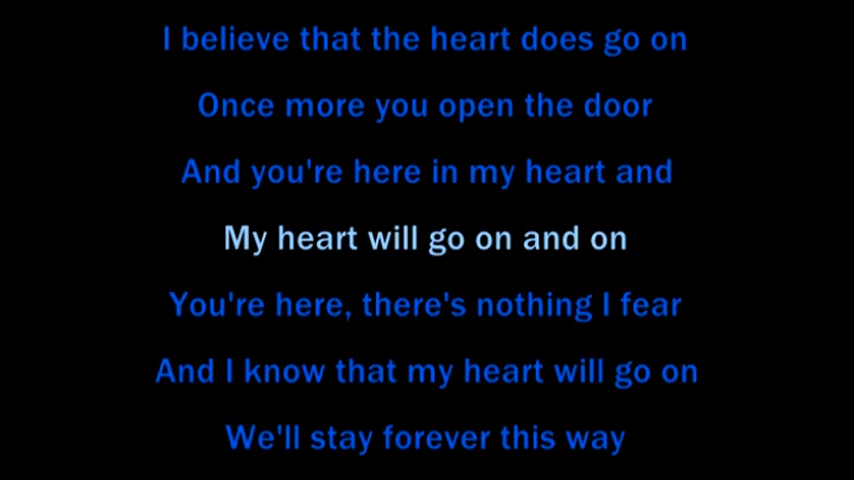 I believe that the heart does go on
Once more you open the door
And you're here in my heart and
My heart will go on and on
You're here, there's nothing I fear
And I know that my heart will go on
We'll stay forever this way